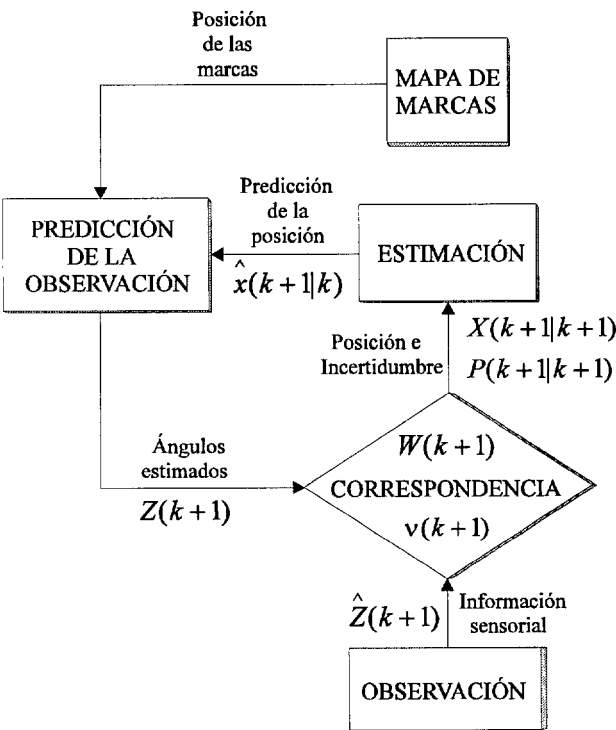 Posición
de las
marcas
MAPA DE
MARCAS
Predicción
de la
posición
PREDICCIÓN
DE LA
OBSERVACIÓN
x̂(k+1|k)
ESTIMACIÓN
Posición e
Incertidumbre
X(k+1|k+1)
P(k+1|k+1)
Ángulos
estimados
Z(k+1)
W(k+1)
CORRESPONDENCIA
ν(k+1)
Ẑ(k+1)
Información
sensorial
OBSERVACIÓN